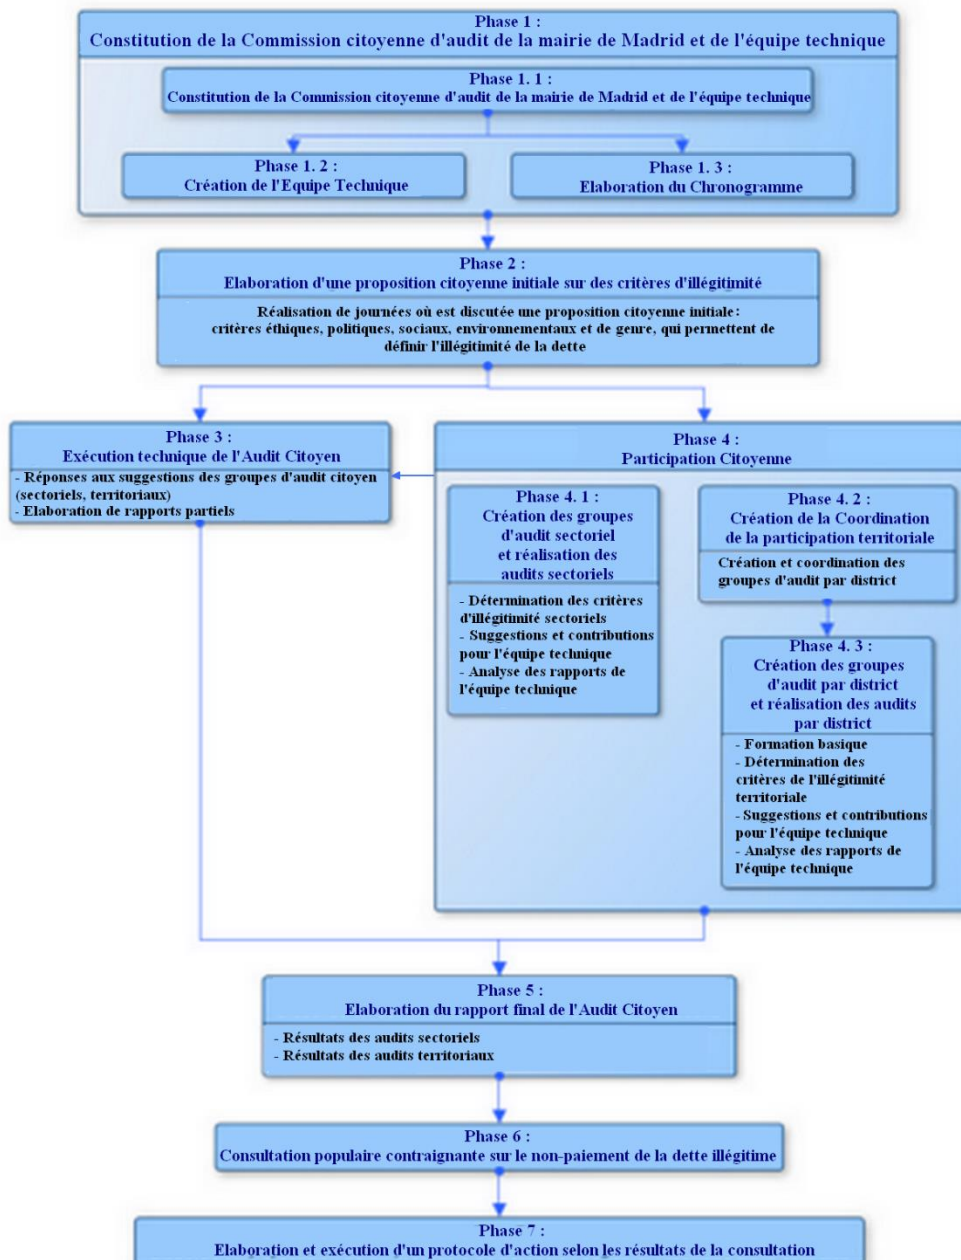 Phase 1 :
Constitution de la Commission citoyenne d'audit de la mairie de Madrid et de l'équipe technique
Phase 1. 1 :
Constitution de la Commission citoyenne d'audit de la mairie de Madrid et de l'équipe technique
Phase 1. 2 :
Création de l'Equipe Technique
Phase 1. 3 :
Elaboration du Chronogramme
Phase 2 :
Elaboration d'une proposition citoyenne initiale sur des critères d'illégitimité
Réalisation de journées où est discutée une proposition citoyenne initiale :
critères éthiques, politiques, sociaux, environnementaux et de genre, qui permettent de
définir l'illégitimité de la dette
Phase 3 :
Exécution technique de l'Audit Citoyen
- Réponses aux suggestions des groupes d'audit citoyen
(sectoriels, territoriaux)
- Elaboration de rapports partiels
Phase 4 :
Participation Citoyenne
Phase 4. 1 :
Création des groupes
d'audit sectoriel
et réalisation des
audits sectoriels
- Détermination des critères
d'illégitimité sectoriels
- Suggestions et contributions
pour l'équipe technique
- Analyse des rapports de
l'équipe technique
Phase 4. 2 :
Création de la Coordination
de la participation territoriale
Création et coordination des
groupes d'audit par district
Phase 4. 3 :
Création des groupes
d'audit par district
et réalisation des audits
par district
- Formation basique
- Détermination des
critères de l'illégitimité
territoriale
- Suggestions et contributions
pour l'équipe technique
- Analyse des rapports de
l'équipe technique
Phase 5 :
Elaboration du rapport final de l'Audit Citoyen
- Résultats des audits sectoriels
- Résultats des audits territoriaux
Phase 6 :
Consultation populaire contraignante sur le non-paiement de la dette illégitime
Phase 7 :
Elaboration et exécution d'un protocole d'action selon les résultats de la consultation